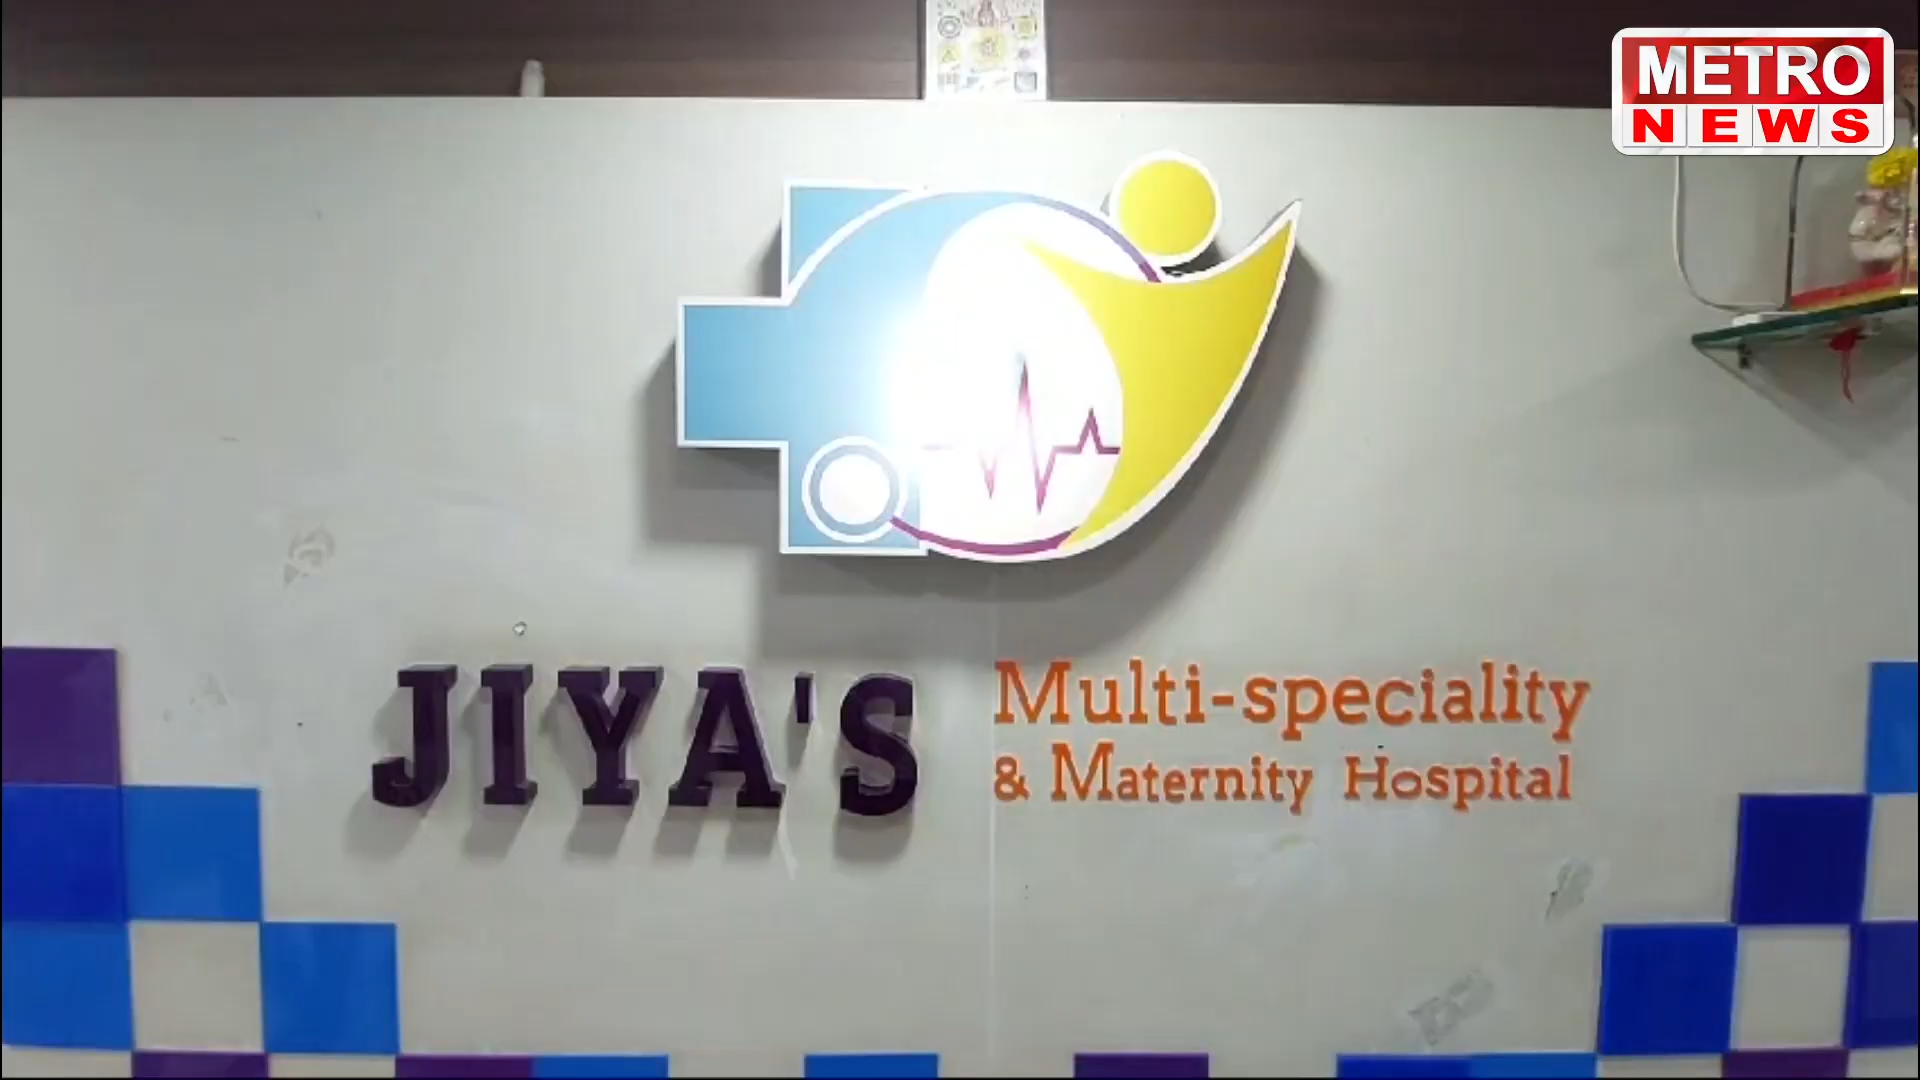 METRO
NEWS
JIYA'S
Multi-speciality
& Maternity Hospital